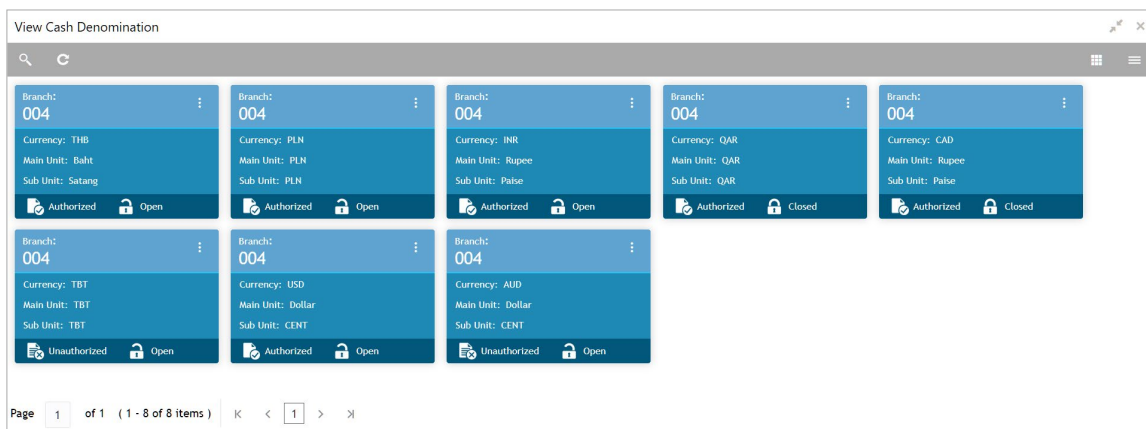 View Cash Denomination
Branch: Branch: Branch: Branch: Branch:
004 004 004 004 004
Currency: THB Currency: PLN Currency: INR Currency: QAR Currency: CAD
Main Unit: Baht Main Unit: PLN Main Unit: Rupee Main Unit: QAR Main Unit: Rupee
Sub Unit: Satang Sub Unit: PLN Sub Unit: Paise Sub Unit: QAR Sub Unit: Paise
Authorized Open Authorized Open Authorized Open Authorized Closed Authorized Closed
Branch: Branch: Branch:
004 004 004
Currency: TBT Currency: USD Currency: AUD
Main Unit: TBT Main Unit: Dollar Main Unit: Dollar
Sub Unit: TBT Sub Unit: CENT Sub Unit: CENT
Unauthorized Open Authorized Open Unauthorized Open
Page 1 of 1 ( 1 - 8 of 8 items ) 1